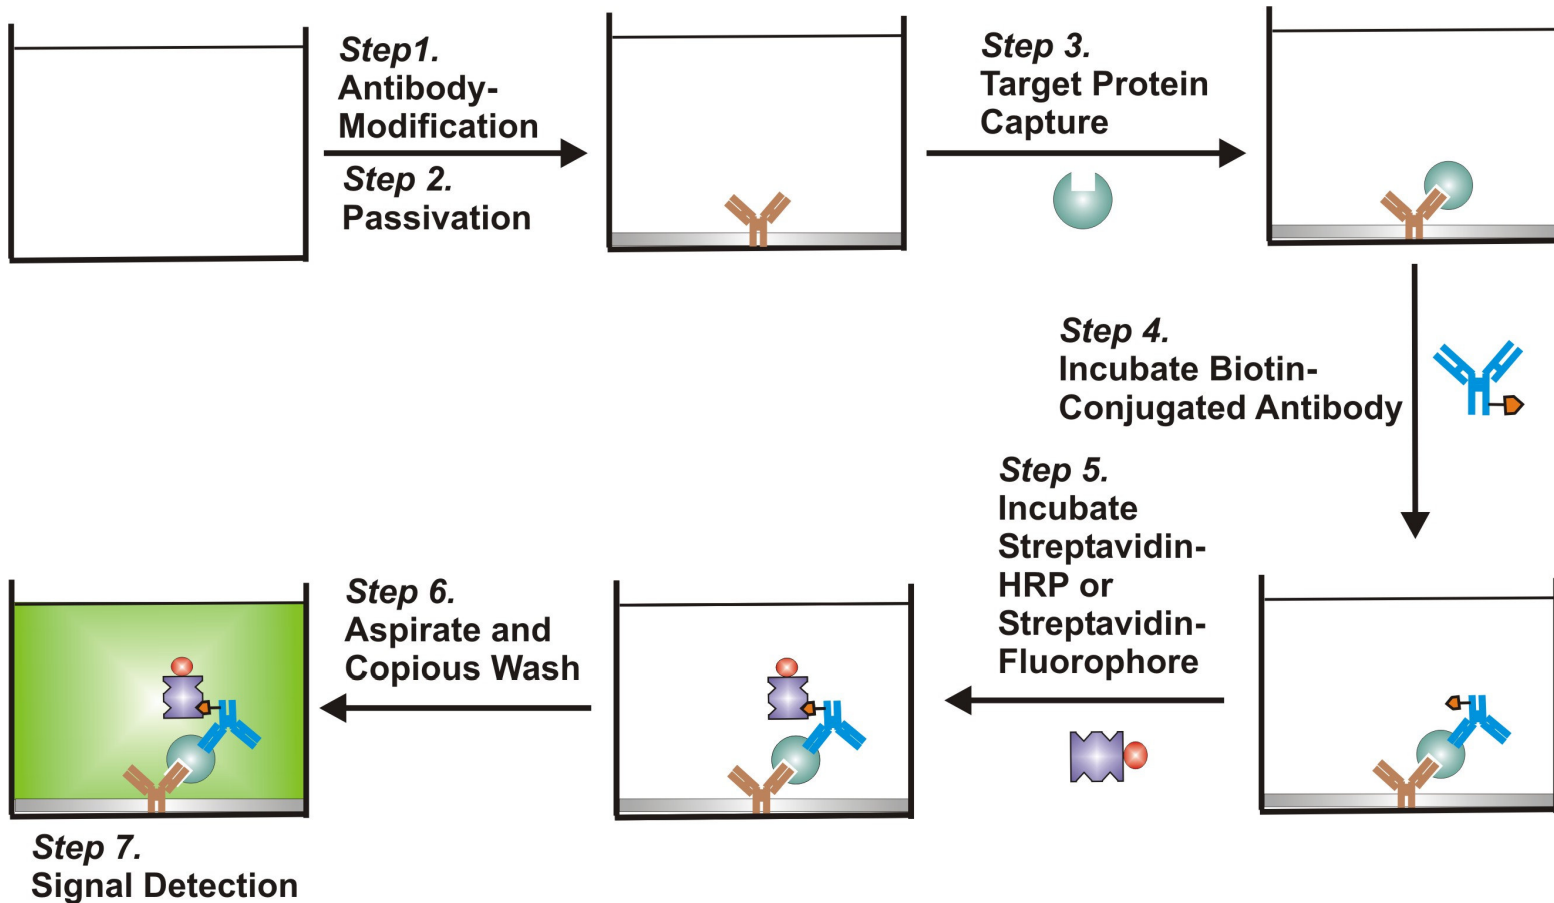 Step1.
Antibody-
Modification
Step 2.
Passivation
Step 3.
Target Protein
Capture
Step 4.
Incubate Biotin-
Conjugated Antibody
Step 5.
Incubate
Streptavidin-
HRP or
Streptavidin-
Fluorophore
Step 6.
Aspirate and
Copious Wash
Step 7.
Signal Detection